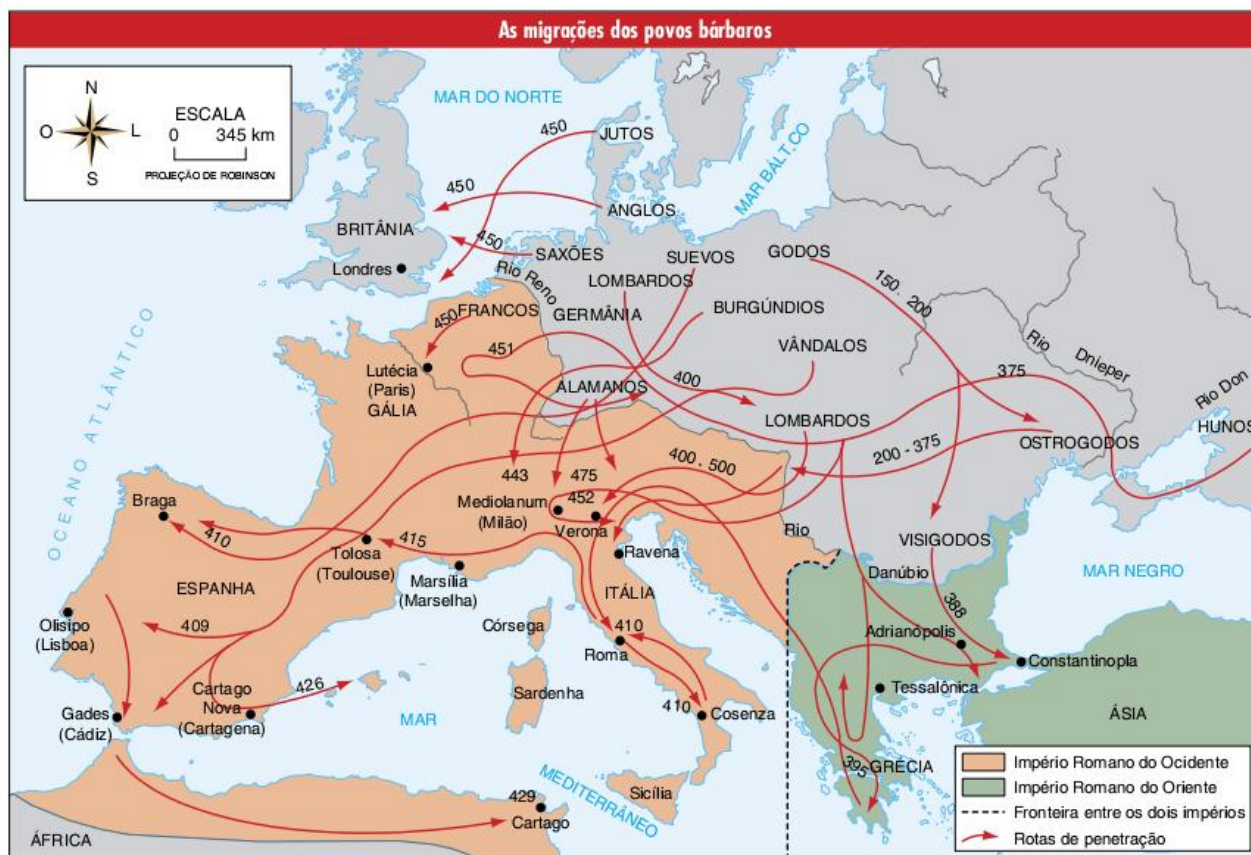 As migrações dos povos bárbaros
N
O
L
S
ESCALA
0 345 km
PROJEÇÃO DE ROBINSON
MAR DO NORTE
450
JUTOS
MAR BÁLT,CO
450
ANGLOS
BRITÂNIA
450
SAXÕES
SUEVOS
GODOS
Londres
Rio Reno
LOMBARDOS
150 - 200
FRANCOS
GERMÂNIA
BURGÚNDIOS
450
451
VÂNDALOS
Rio
Dnieper
Lutécia
(Paris)
GÁLIA
ALAMANOS
400
375
Rio Don
LOMBARDOS
OSTROGODOS
HUNOS
OCEANO ATLÂNTICO
443
475
400 - 500
200 - 375
Braga
Mediolanum
(Milão)
452
Verona
410
Tolosa
(Toulouse)
415
Ravena
Rio
Danúbio
VISIGODOS
MAR NEGRO
ESPANHA
Marsília
(Marselha)
ITÁLIA
388
Olisipo
(Lisboa)
409
Córsega
410
Roma
Adrianópolis
Constantinopla
426
Sardenha
Tessalônica
Cartago
Nova
(Cartagena)
MAR
410
Cosenza
ÁSIA
Gades
(Cádiz)
MEDITERRÂNEO
395
GRÉCIA
Sicília
429
Cartago
ÁFRICA
Império Romano do Ocidente
Império Romano do Oriente
Fronteira entre os dois impérios
Rotas de penetração